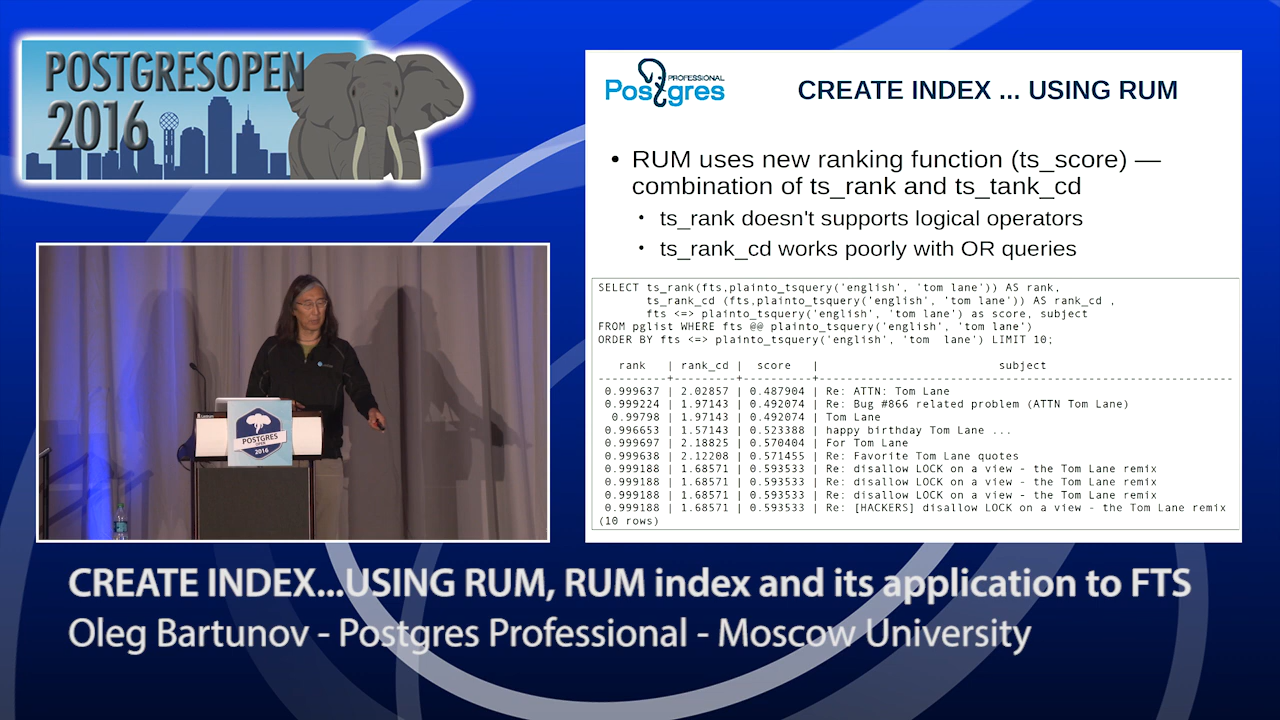 POSTGRESOPEN
2016
PROFESSIONAL
Postgres
CREATE INDEX ... USING RUM
• RUM uses new ranking function (ts_score) —
combination of ts_rank and ts_tank_cd
• ts_rank doesn't supports logical operators
• ts_rank_cd works poorly with OR queries
SELECT ts_rank(fts,plainto_tsquery('english', 'tom lane')) AS rank,
ts_rank_cd (fts,plainto_tsquery('english', 'tom lane')) AS rank_cd ,
fts <=> plainto_tsquery('english', 'tom lane') as score, subject
FROM pglist WHERE fts @@ plainto_tsquery('english', 'tom lane')
ORDER BY fts <=> plainto_tsquery('english', 'tom lane') LIMIT 10;
rank | rank_cd | score | subject
----------+---------+----------+------------------------------------------------------------
0.999637 | 2.02857 | 0.487904 | Re: ATTN: Tom Lane
0.999224 | 1.97143 | 0.492074 | Re: Bug #866 related problem (ATTN Tom Lane)
0.99798 | 1.97143 | 0.492074 | Tom Lane
0.996653 | 1.57143 | 0.523388 | happy birthday Tom Lane ...
0.999697 | 2.18825 | 0.570404 | For Tom Lane
0.999638 | 2.12208 | 0.571455 | Re: Favorite Tom Lane quotes
0.999188 | 1.68571 | 0.593533 | Re: disallow LOCK on a view - the Tom Lane remix
0.999188 | 1.68571 | 0.593533 | Re: disallow LOCK on a view - the Tom Lane remix
0.999188 | 1.68571 | 0.593533 | Re: disallow LOCK on a view - the Tom Lane remix
0.999188 | 1.68571 | 0.593533 | Re: [HACKERS] disallow LOCK on a view - the Tom Lane remix
(10 rows)
POSTGRES
OPEN
2016
CREATE INDEX...USING RUM, RUM index and its application to FTS
Oleg Bartunov - Postgres Professional - Moscow University